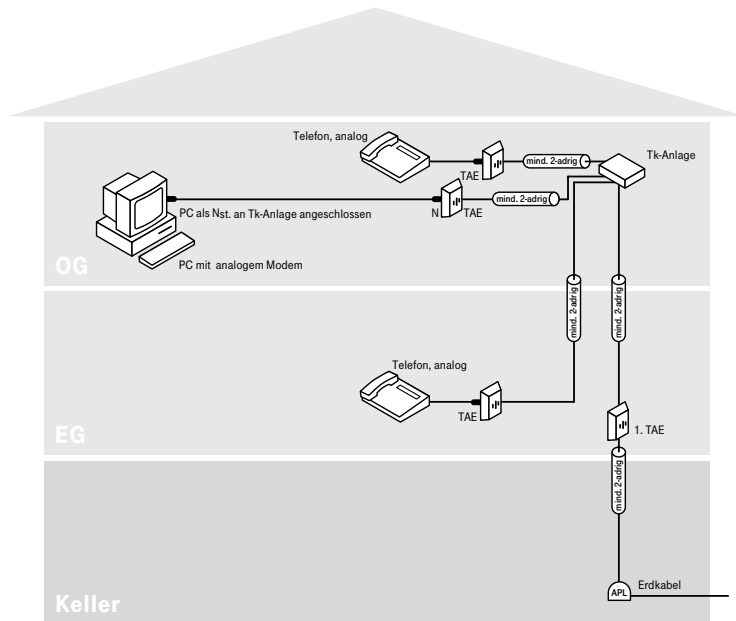 Telefon, analog
mind. 2-adrig
Tk-Anlage
TAE
mind. 2-adrig
N
TAE
PC als Nst. an Tk-Anlage angeschlossen
PC mit analogem Modem
OG
mind. 2-adrig
mind. 2-adrig
Telefon, analog
TAE
1. TAE
EG
mind. 2-adrig
Erdkabel
APL
Keller